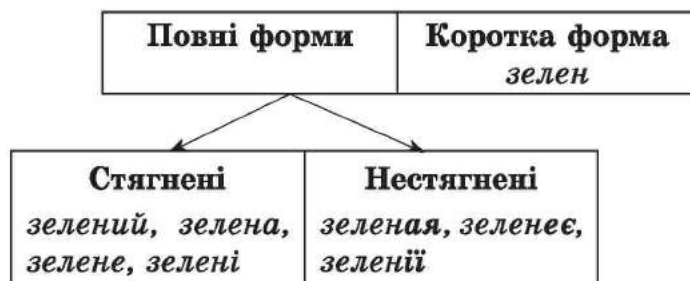 Повні форми
Коротка форма
зелен
Стягнені
зелений, зелена,
зелене, зелені
Нестягнені
зеленая, зеленеє,
зеленії